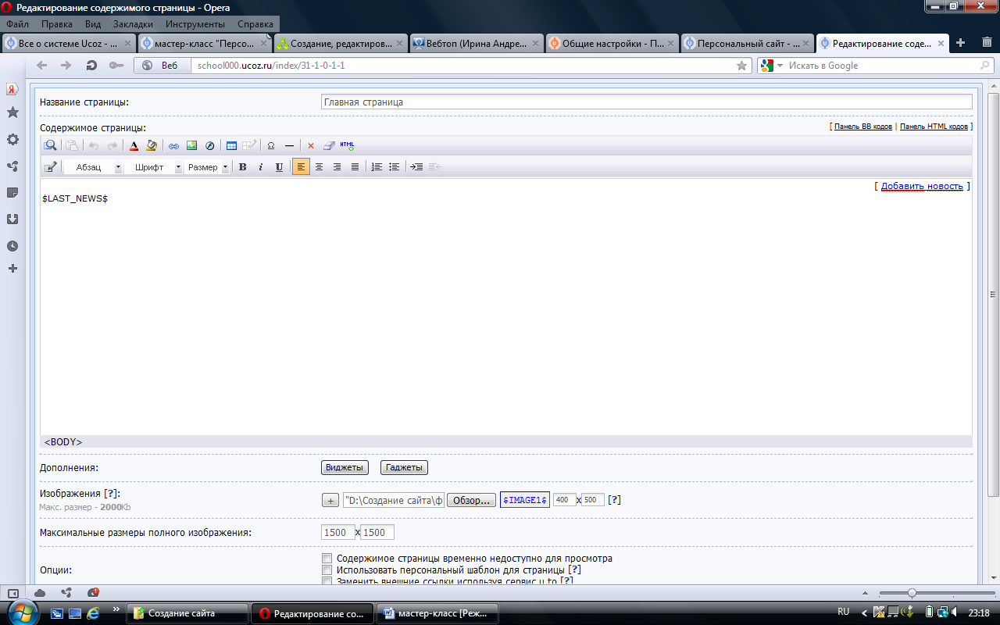 Редактирование содержимого страницы - Opera
Файл Правка Вид Закладки Инструменты Справка
Все о системе Ucoz - ... мастер-класс "Персо... Создание, редактиров... Вебтоп (Ирина Андре... Общие настройки - П... Персональный сайт - ... Редактирование соде...
Веб school000.ucoz.ru/index/31-1-0-1-1 Искать в Google
Название страницы: Главная страница
Содержимое страницы: [ Панель BB кодов | Панель HTML кодов ]
HTML
Абзац Шрифт Размер B i U
[ Добавить новость ]
$LAST_NEWS$
<BODY>
Дополнения: Виджеты Гаджеты
Изображения [?]: + "D:\Создание сайта\ф Обзор... $IMAGE1$ 400 x 500 [?]
Макс. размер - 2000Kb
Максимальные размеры полного изображения: 1500 x 1500
Содержимое страницы временно недоступно для просмотра
Опции: Использовать персональный шаблон для страницы [?]
Заменить внешние ссылки используя сервис u.to [?]
Создание сайта Редактирование со... мастер-класс [Реж... RU 23:18